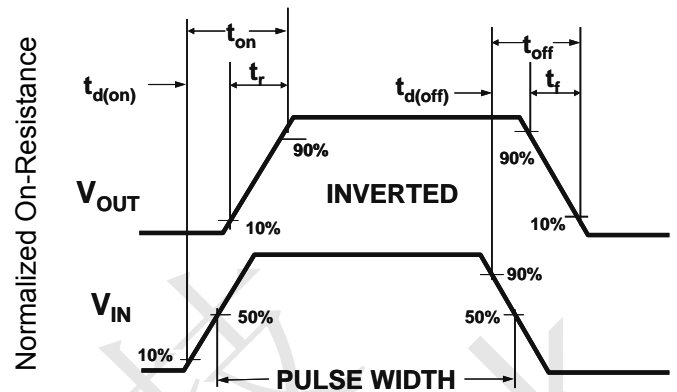 Normalized On-Resistance
t_on
t_off
t_d(on)
t_r
t_d(off)
t_f
90%
90%
V_OUT
INVERTED
10%
10%
90%
V_IN
50%
50%
10%
PULSE WIDTH